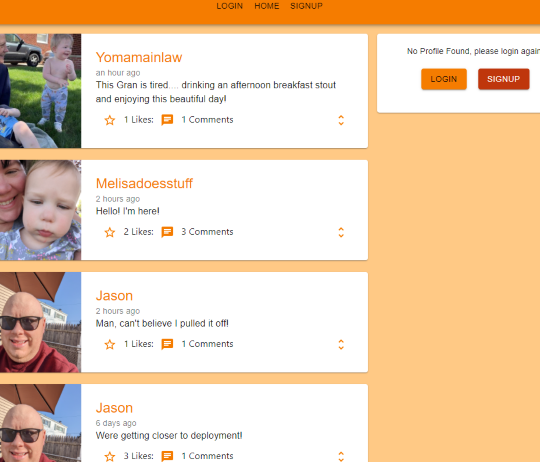 LOGIN HOME SIGNUP
Yomamainlaw
an hour ago
This Gran is tired.... drinking an afternoon breakfast stout
and enjoying this beautiful day!
1 Likes: 1 Comments
Melisadoesstuff
2 hours ago
Hello! I'm here!
2 Likes: 3 Comments
Jason
2 hours ago
Man, can't believe I pulled it off!
1 Likes: 1 Comments
Jason
6 days ago
Were getting closer to deployment!
3 Likes: 1 Comments
No Profile Found, please login again
LOGIN SIGNUP